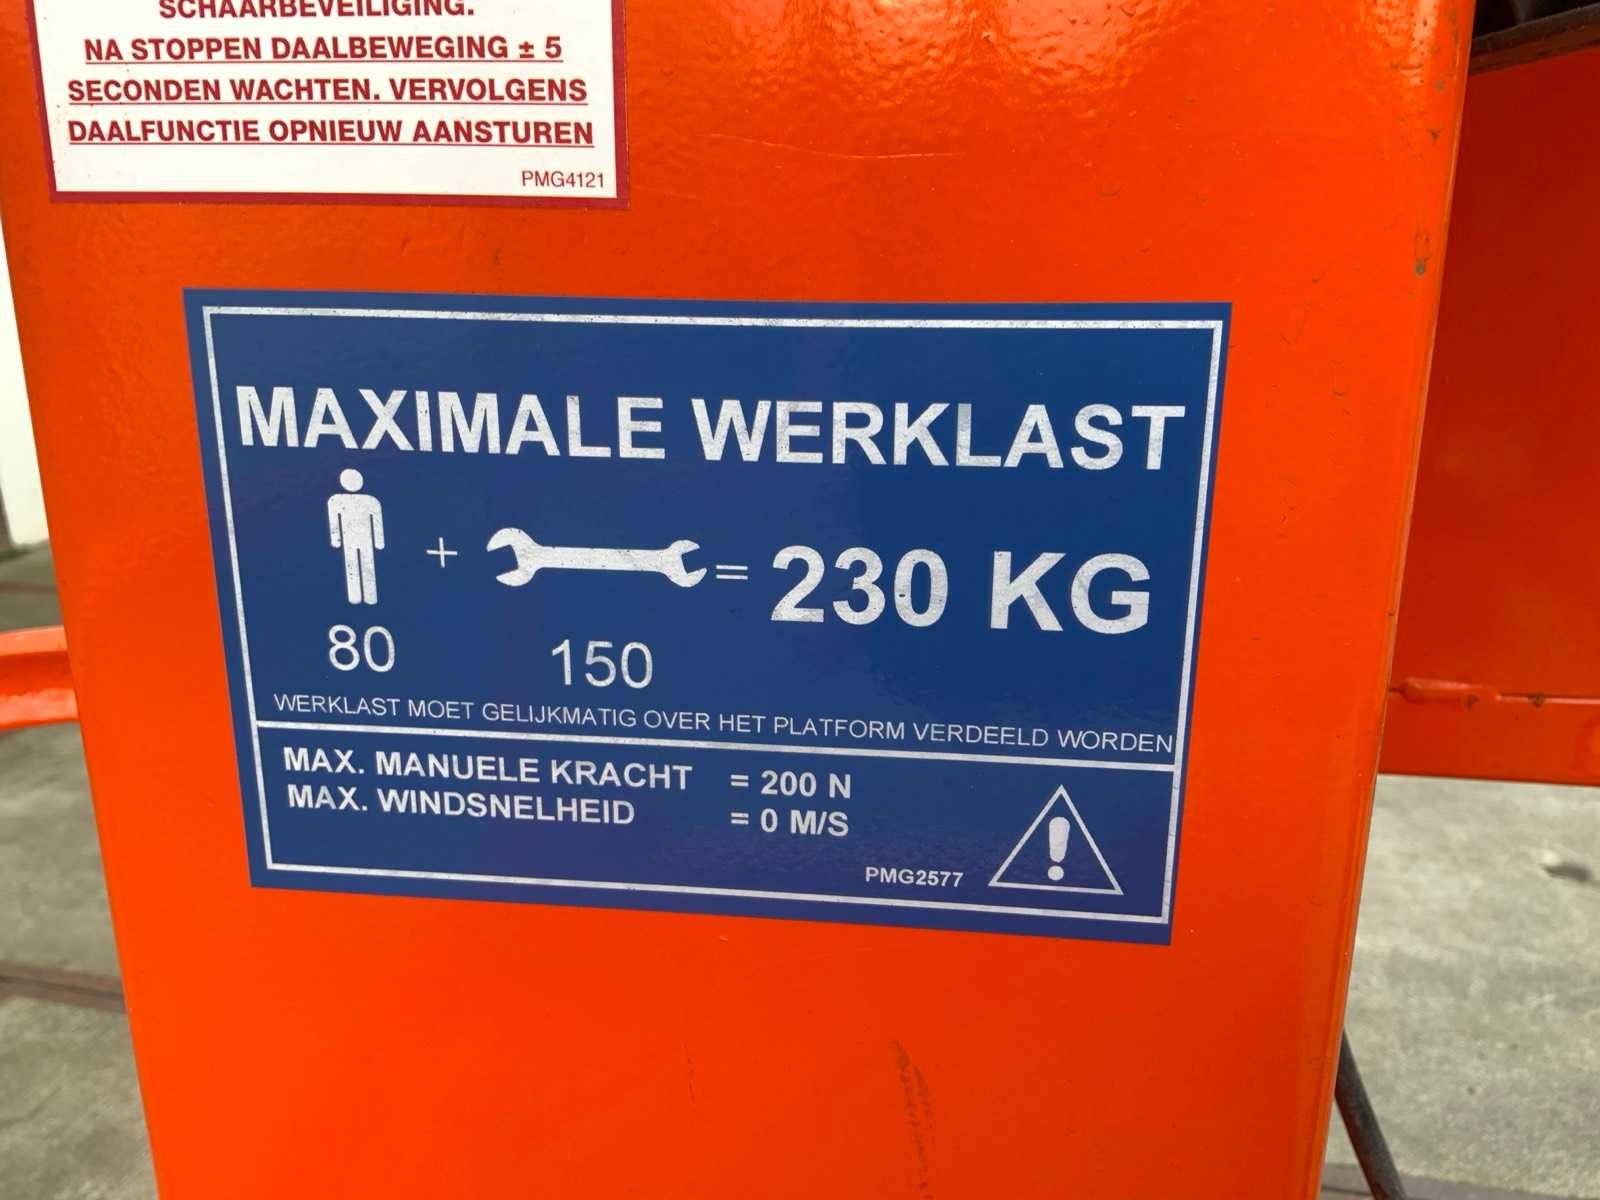 SCHAARBEVEILIGING.
NA STOPPEN DAALBEWEGING ± 5
SECONDEN WACHTEN. VERVOLGENS
DAALFUNCTIE OPNIEUW AANSTUREN
PMG4121
MAXIMALE WERKLAST
+ = 230 KG
80 150
WERKLAST MOET GELIJKMATIG OVER HET PLATFORM VERDEELD WORDEN
MAX. MANUELE KRACHT = 200 N
MAX. WINDSNELHEID = 0 M/S
PMG2577